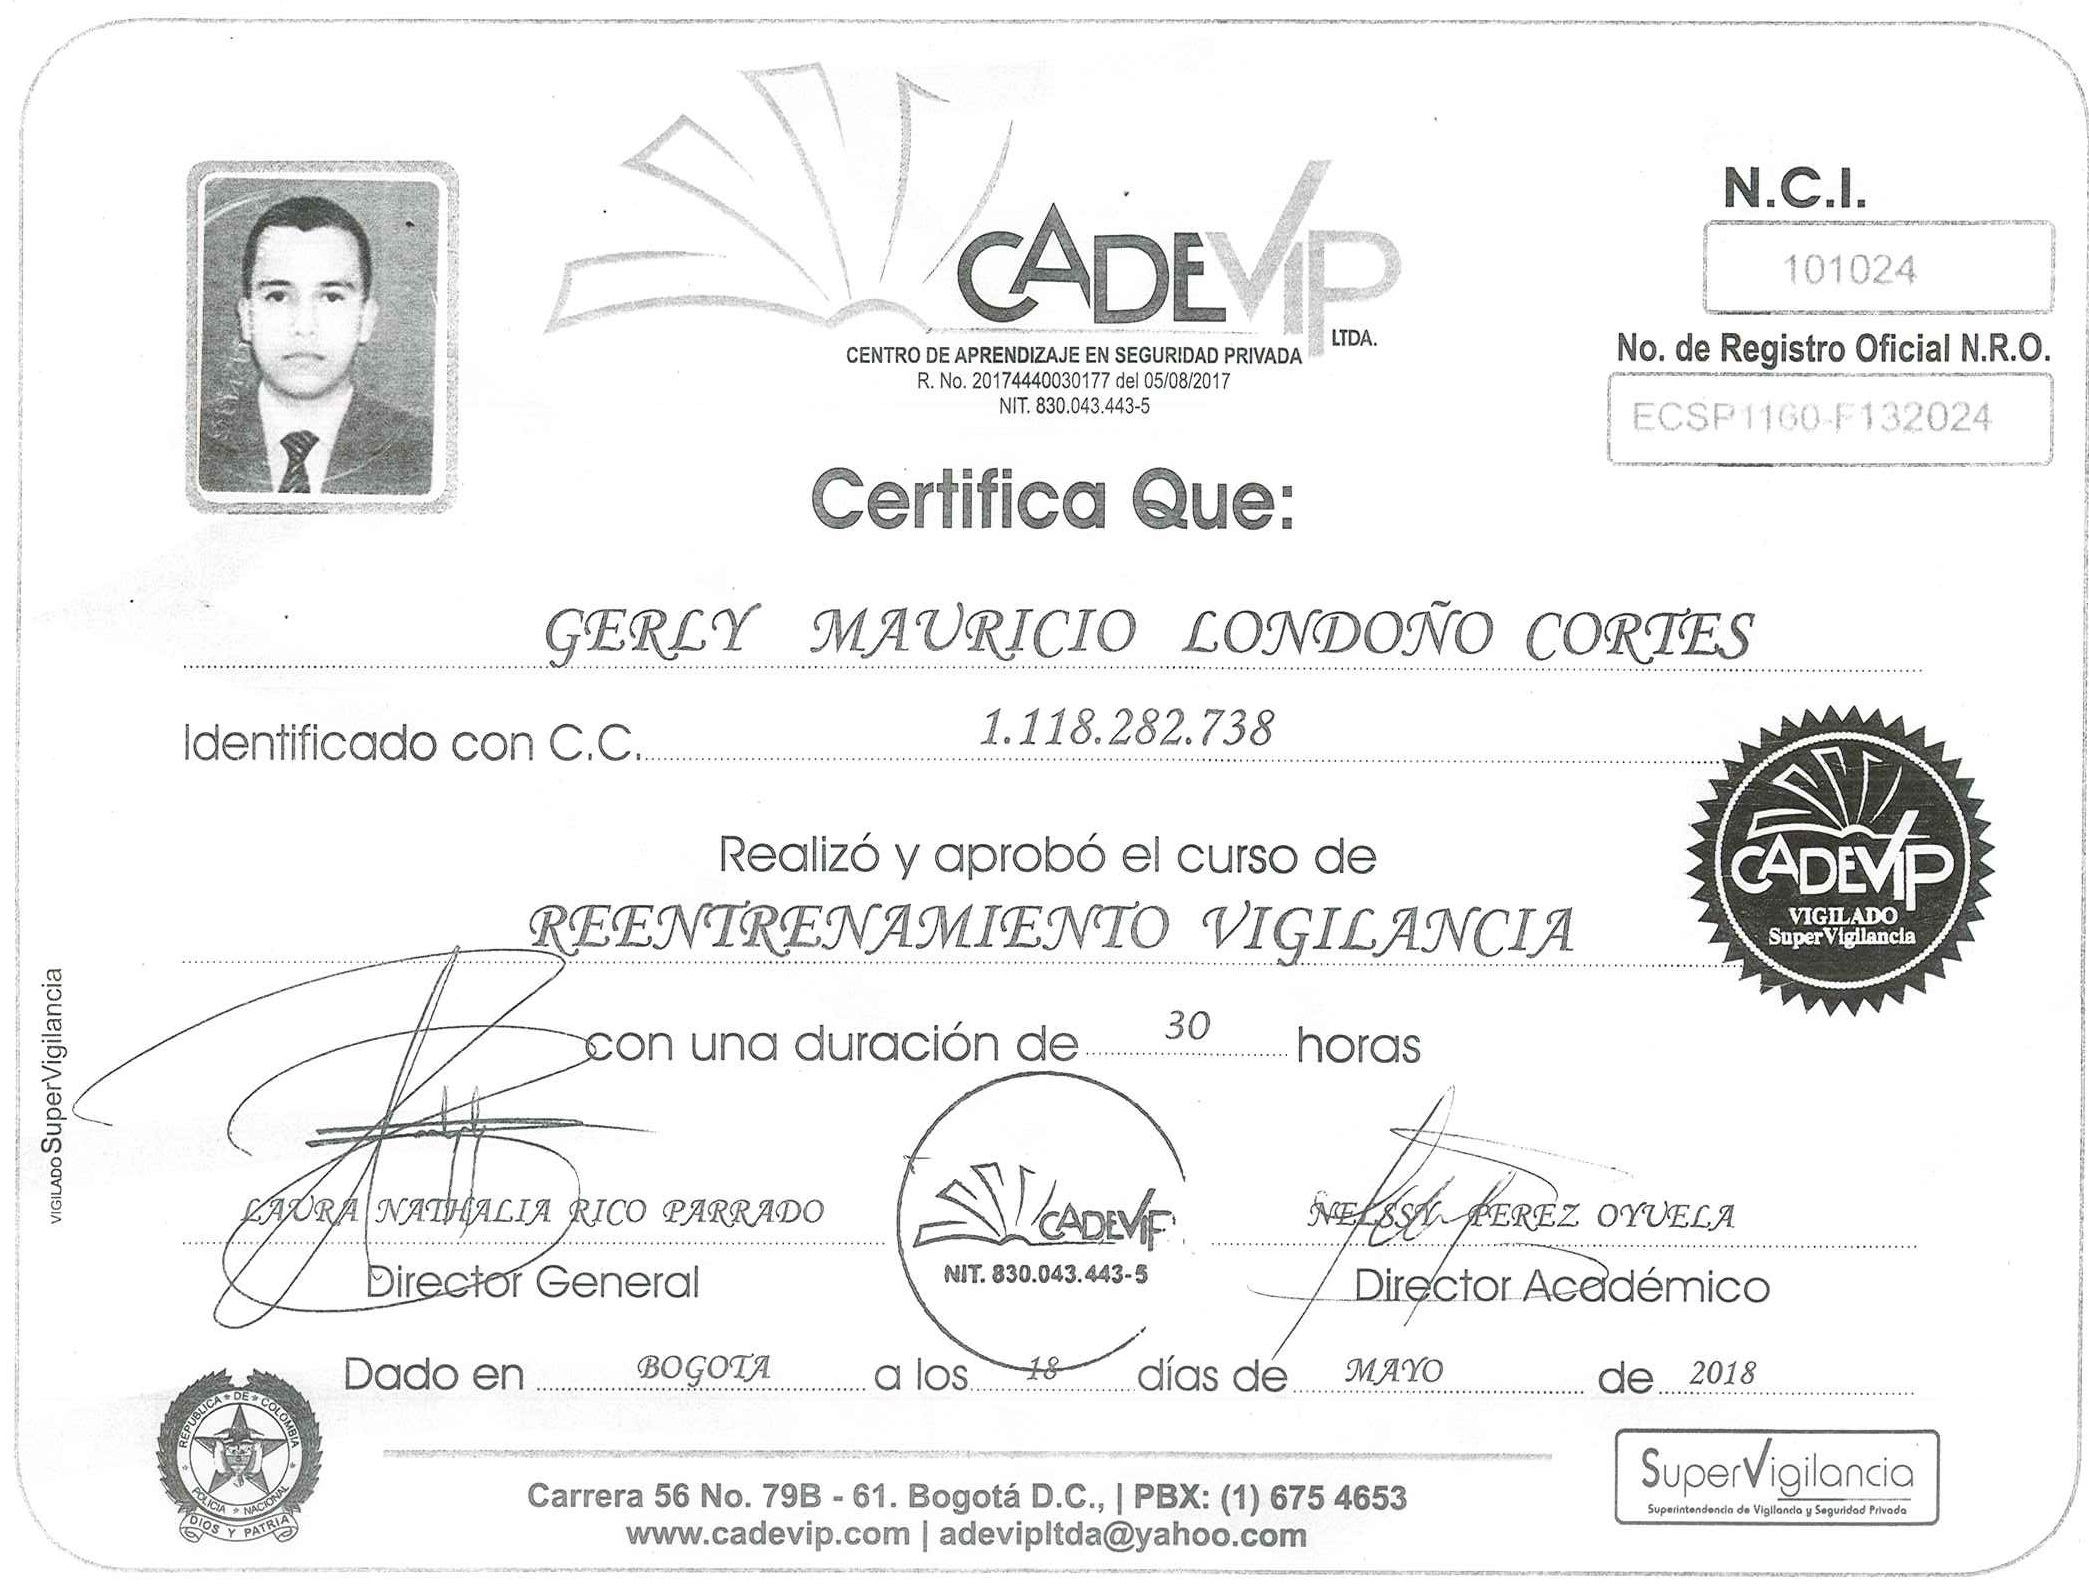 N.C.I.
101024
No. de Registro Oficial N.R.O.
ECSP1160-F132024
CADEVIP
LTDA.
CENTRO DE APRENDIZAJE EN SEGURIDAD PRIVADA
R. No. 20174440030177 del 05/08/2017
NIT. 830.043.443-5
Certifica Que:
GERLY MAURICIO LONDOÑO CORTES
Identificado con C.C. 1.118.282.738
Realizó y aprobó el curso de
REENTRENAMIENTO VIGILANCIA
CADEVIP
VIGILADO
SuperVigilancia
con una duración de 30 horas
VIGILADO SuperVigilancia
LAURA NATHALIA RICO PARRADO
Director General
CADEVIP
NIT. 830.043.443-5
NELSSY PEREZ OYUELA
Director Académico
Dado en BOGOTA a los 18 días de MAYO de 2018
REPUBLICA * DE * COLOMBIA
POLICIA * NACIONAL
DIOS Y PATRIA
Carrera 56 No. 79B - 61. Bogotá D.C., | PBX: (1) 675 4653
www.cadevip.com | adevipltda@yahoo.com
SuperVigilancia
Superintendencia de Vigilancia y Seguridad Privada